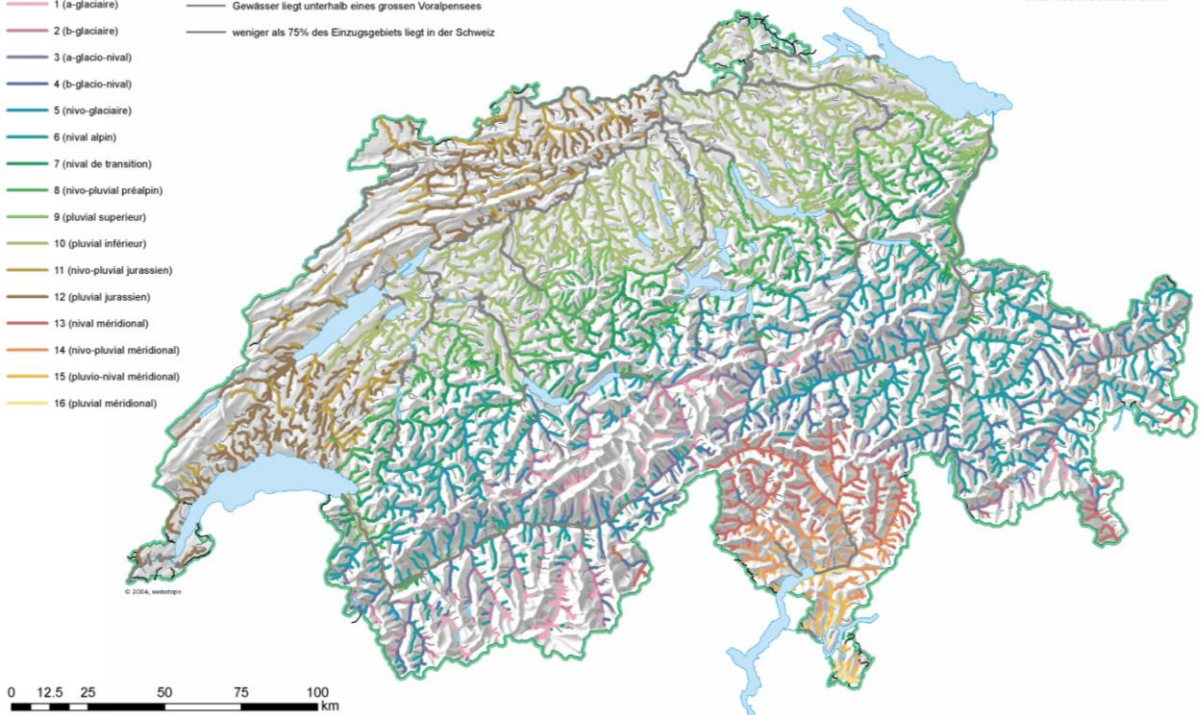 1 (a-glaciaire)
2 (b-glaciaire)
3 (a-glacio-nival)
4 (b-glacio-nival)
5 (nivo-glaciaire)
6 (nival alpin)
7 (nival de transition)
8 (nivo-pluvial préalpin)
9 (pluvial superieur)
10 (pluvial inférieur)
11 (nivo-pluvial jurassien)
12 (pluvial jurassien)
13 (nival méridional)
14 (nivo-pluvial méridional)
15 (pluvio-nival méridional)
16 (pluvial méridional)
Gewässer liegt unterhalb eines grossen Voralpensees
weniger als 75% des Einzugsgebiets liegt in der Schweiz
© 2004, swisstopo
0 12.5 25 50 75 100
km